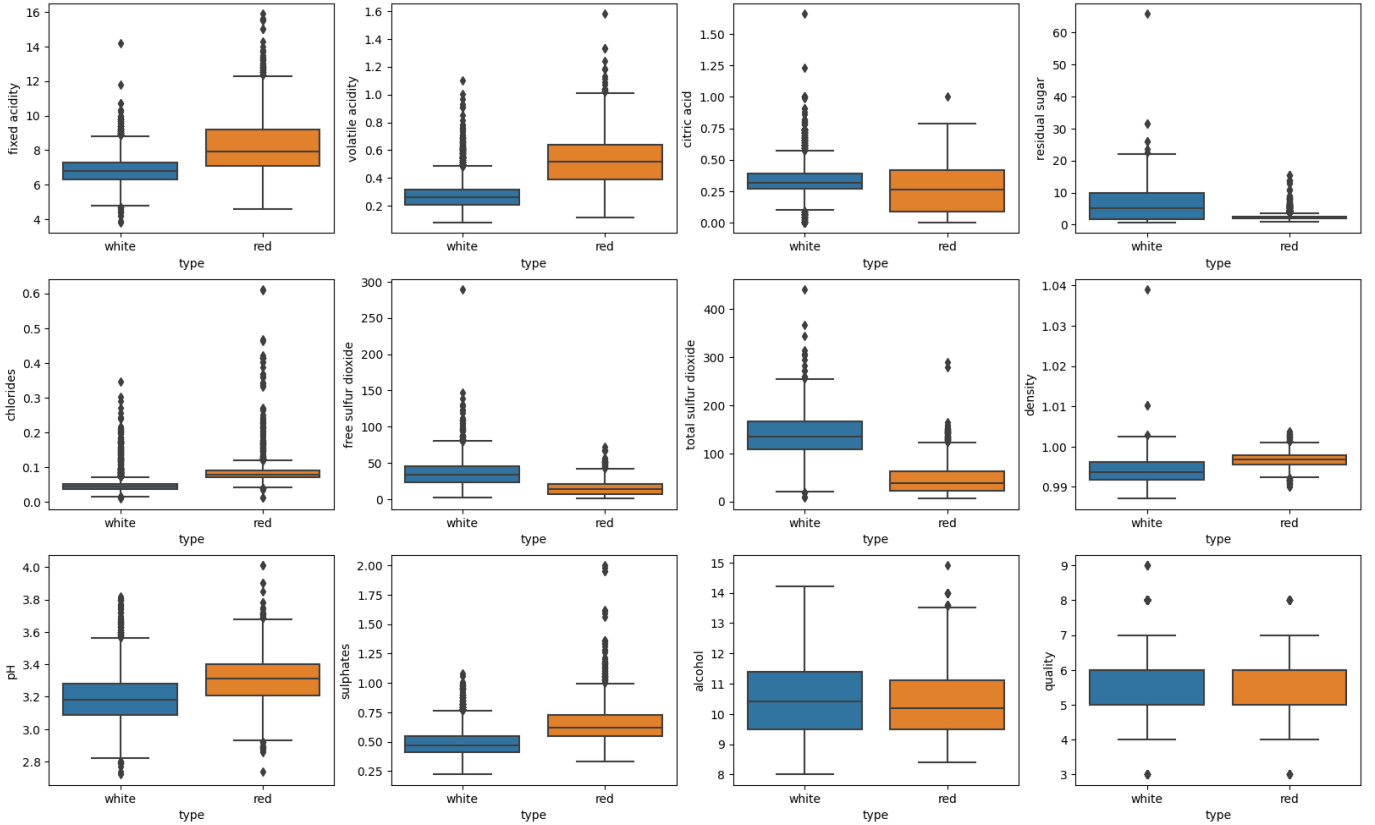 fixed acidity
16
14
12
10
8
6
4
white red
type
volatile acidity
1.6
1.4
1.2
1.0
0.8
0.6
0.4
0.2
white red
type
citric acid
1.50
1.25
1.00
0.75
0.50
0.25
0.00
white red
type
residual sugar
60
50
40
30
20
10
0
white red
type
chlorides
0.6
0.5
0.4
0.3
0.2
0.1
0.0
white red
type
free sulfur dioxide
300
250
200
150
100
50
0
white red
type
total sulfur dioxide
400
300
200
100
0
white red
type
density
1.04
1.03
1.02
1.01
1.00
0.99
white red
type
pH
4.0
3.8
3.6
3.4
3.2
3.0
2.8
white red
type
sulphates
2.00
1.75
1.50
1.25
1.00
0.75
0.50
0.25
white red
type
alcohol
15
14
13
12
11
10
9
8
white red
type
quality
9
8
7
6
5
4
3
white red
type